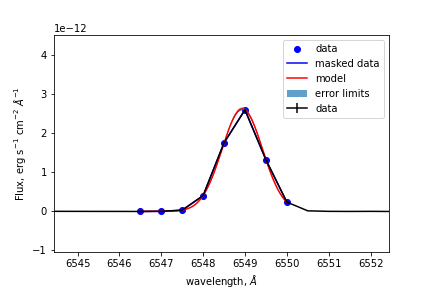 1e−12
4
3
2
1
0
−1
Flux, erg s⁻¹ cm⁻² Å⁻¹
data
masked data
model
error limits
data
6545 6546 6547 6548 6549 6550 6551 6552
wavelength, Å